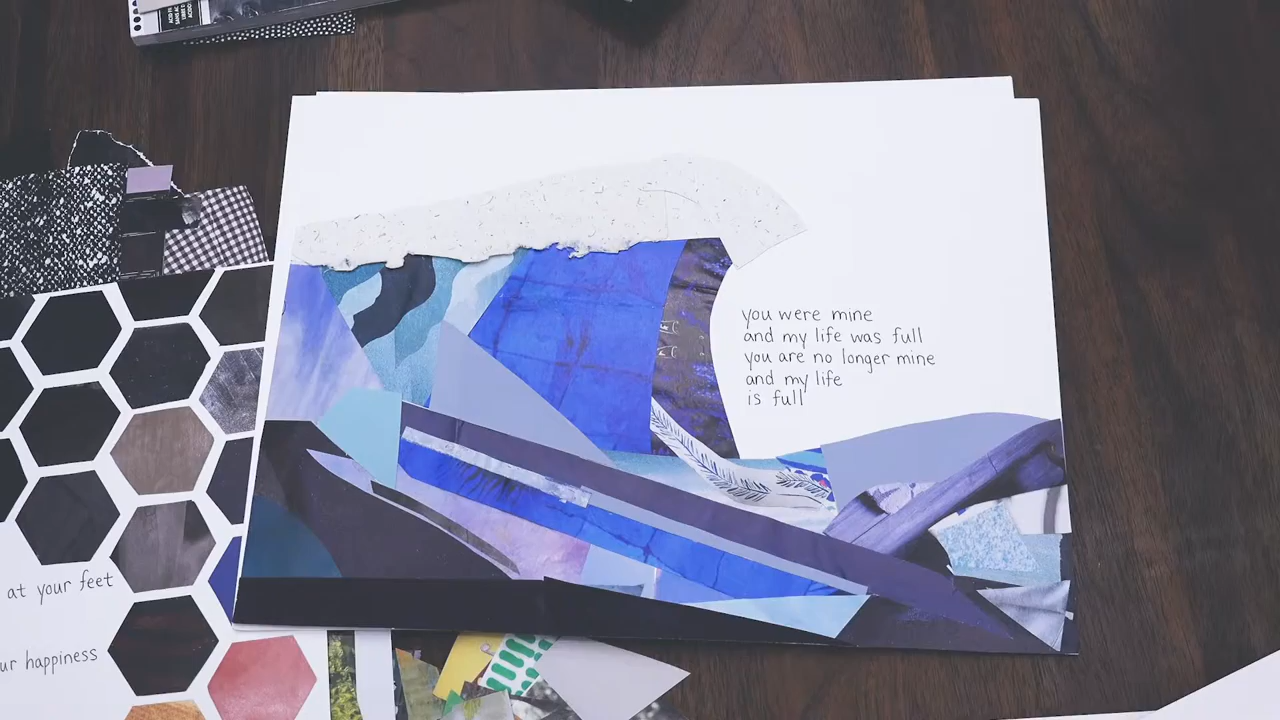 you were mine
and my life was full
you are no longer mine
and my life
is full
at your feet
ur happiness